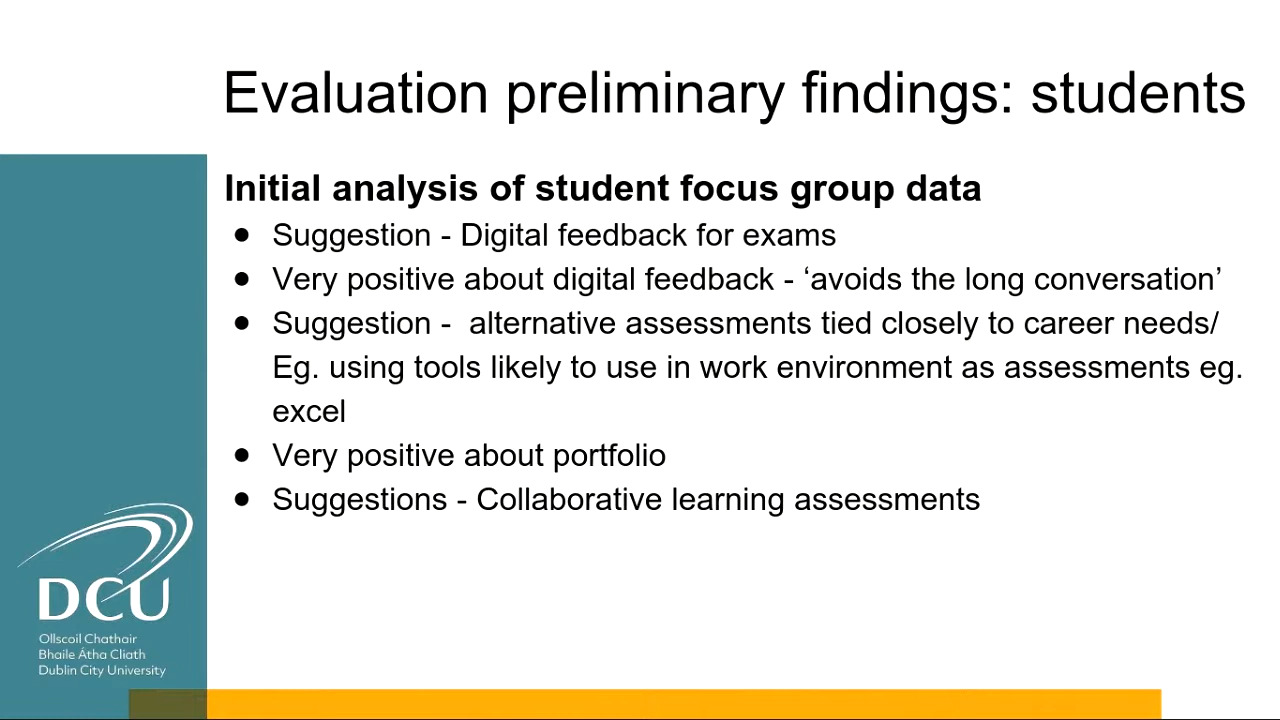 Evaluation preliminary findings: students
Initial analysis of student focus group data
● Suggestion - Digital feedback for exams
● Very positive about digital feedback - ‘avoids the long conversation’
● Suggestion -  alternative assessments tied closely to career needs/
Eg. using tools likely to use in work environment as assessments eg.
excel
● Very positive about portfolio
● Suggestions - Collaborative learning assessments
DCU
Ollscoil Chathair
Bhaile Átha Cliath
Dublin City University